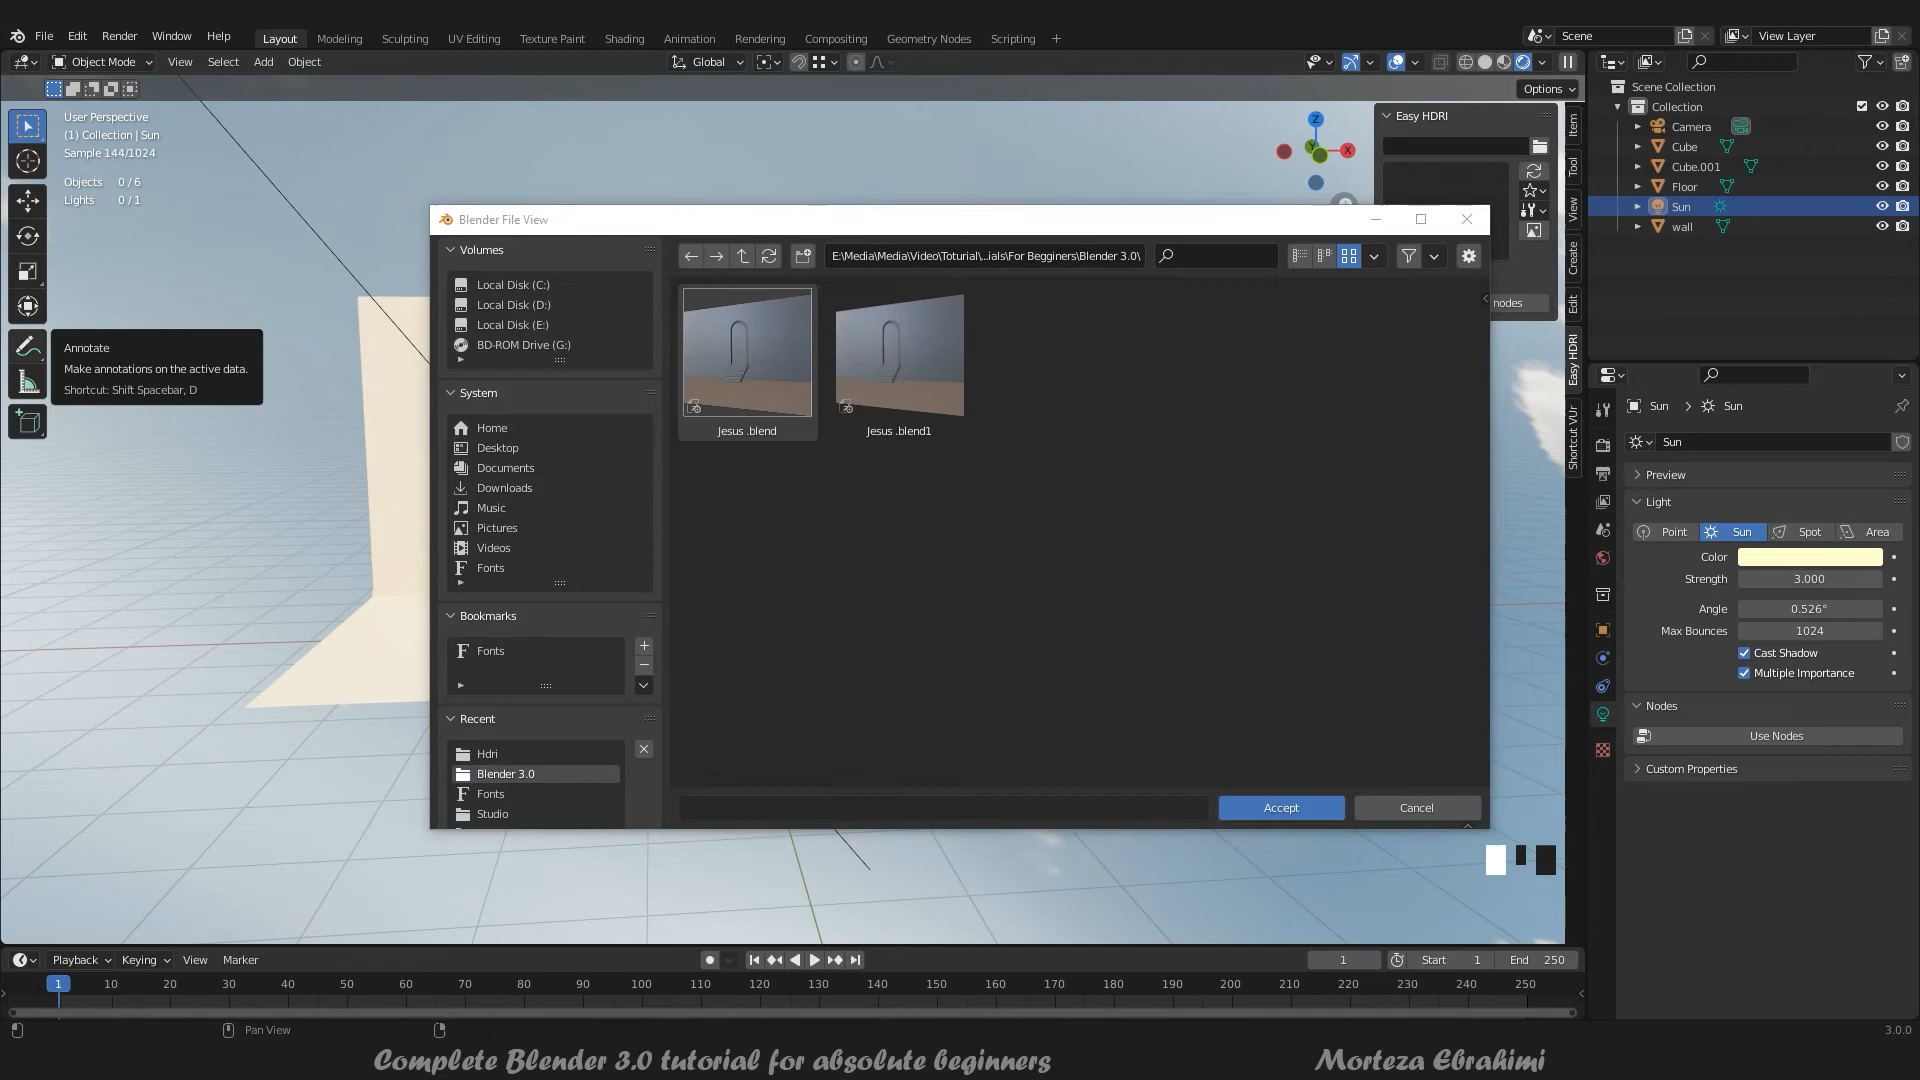 File Edit Render Window Help Layout Modeling Sculpting UV Editing Texture Paint Shading Animation Rendering Compositing Geometry Nodes Scripting + Scene View Layer
Object Mode View Select Add Object Global
Options
User Perspective
(1) Collection | Sun
Sample 144/1024
Objects 0 / 6
Lights 0 / 1
Annotate
Make annotations on the active data.
Shortcut: Shift Spacebar, D
Z
Y
X
Easy HDRI
nodes
Item
Tool
View
Create
Edit
Easy HDRI
Shortcut VUr
Blender File View
Volumes
Local Disk (C:)
Local Disk (D:)
Local Disk (E:)
BD-ROM Drive (G:)
System
Home
Desktop
Documents
Downloads
Music
Pictures
Videos
Fonts
Bookmarks
Fonts
Recent
Hdri
Blender 3.0
Fonts
Studio
E:\Media\Media\Video\Toturial\...ials\For Begginers\Blender 3.0\
Jesus .blend
Jesus .blend1
Accept Cancel
Scene Collection
Collection
Camera
Cube
Cube.001
Floor
Sun
wall
Sun > Sun
Sun
Preview
Light
Point Sun Spot Area
Color
Strength 3.000
Angle 0.526°
Max Bounces 1024
Cast Shadow
Multiple Importance
Nodes
Use Nodes
Custom Properties
Playback Keying View Marker 1 Start 1 End 250
1 10 20 30 40 50 60 70 80 90 100 110 120 130 140 150 160 170 180 190 200 210 220 230 240 250
Pan View 3.0.0
Complete Blender 3.0 tutorial for absolute beginners Morteza Ebrahimi